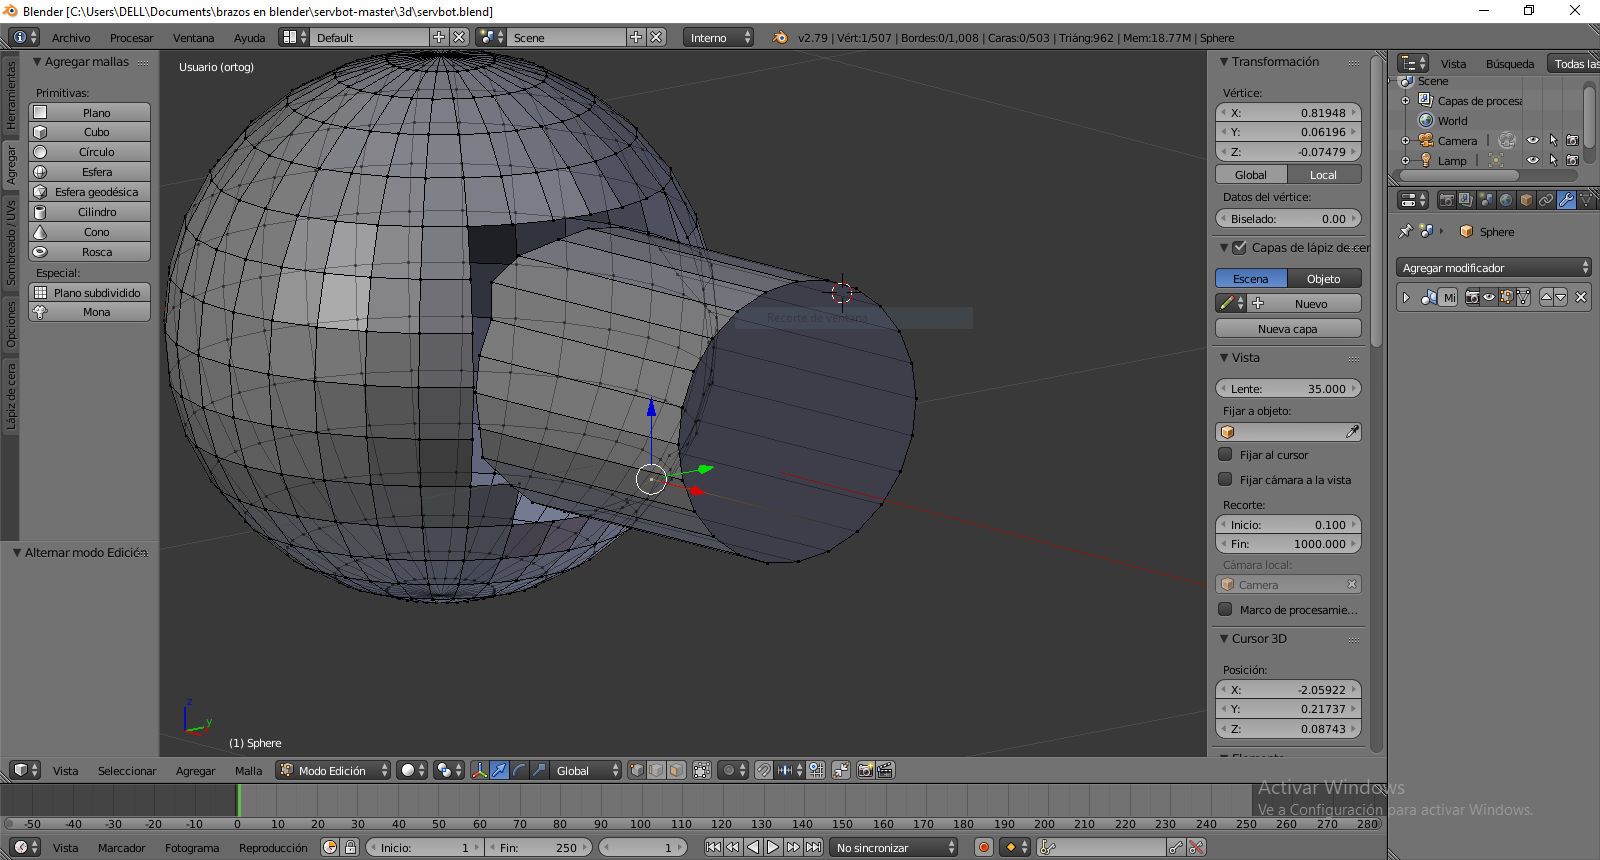 Blender [C:\Users\DELL\Documents\brazos en blender\servbot-master\3d\servbot.blend]
Archivo Procesar Ventana Ayuda Default Scene Interno v2.79 | Vért:1/507 | Bordes:0/1,008 | Caras:0/503 | Triáng:962 | Mem:18.77M | Sphere
Herramientas
Agregar
Sombreado / UVs
Opciones
Lápiz de cera
Agregar mallas
Primitivas:
Plano
Cubo
Círculo
Esfera
Esfera geodésica
Cilindro
Cono
Rosca
Especial:
Plano subdividido
Mona
Alternar modo Edición
Usuario (ortog)
Recorte de Ventana
z
y
(1) Sphere
Transformación
Vértice:
X: 0.81948
Y: 0.06196
Z: -0.07479
Global Local
Datos del vértice:
Biselado: 0.00
Capas de lápiz de cer
Escena Objeto
Nuevo
Nueva capa
Vista
Lente: 35.000
Fijar a objeto:
Fijar al cursor
Fijar cámara a la vista
Recorte:
Inicio: 0.100
Fin: 1000.000
Cámara local:
Camera
Marco de procesamie...
Cursor 3D
Posición:
X: -2.05922
Y: 0.21737
Z: 0.08743
Vista Búsqueda Todas las
Scene
Capas de procesa
World
Camera
Lamp
Sphere
Agregar modificador
Mi
Vista Seleccionar Agregar Malla Modo Edición Global
Activar Windows
Ve a Configuración para activar Windows.
-50 -40 -30 -20 -10 0 10 20 30 40 50 60 70 80 90 100 110 120 130 140 150 160 170 180 190 200 210 220 230 240 250 260 270 280
Vista Marcador Fotograma Reproducción Inicio: 1 Fin: 250 1 No sincronizar